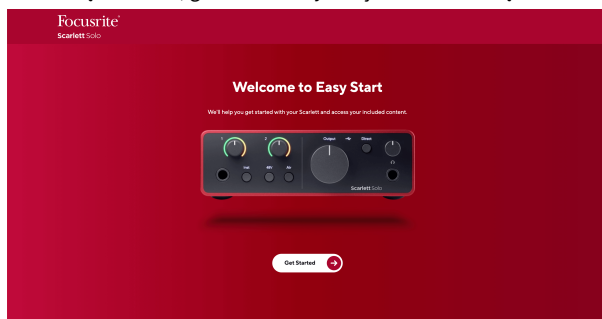 Focusrite®
Scarlett Solo
Welcome to Easy Start
We'll help you get started with your Scarlett and access your included content.
1 2 Output Direct
Inst 48V Air
Scarlett Solo
Get Started